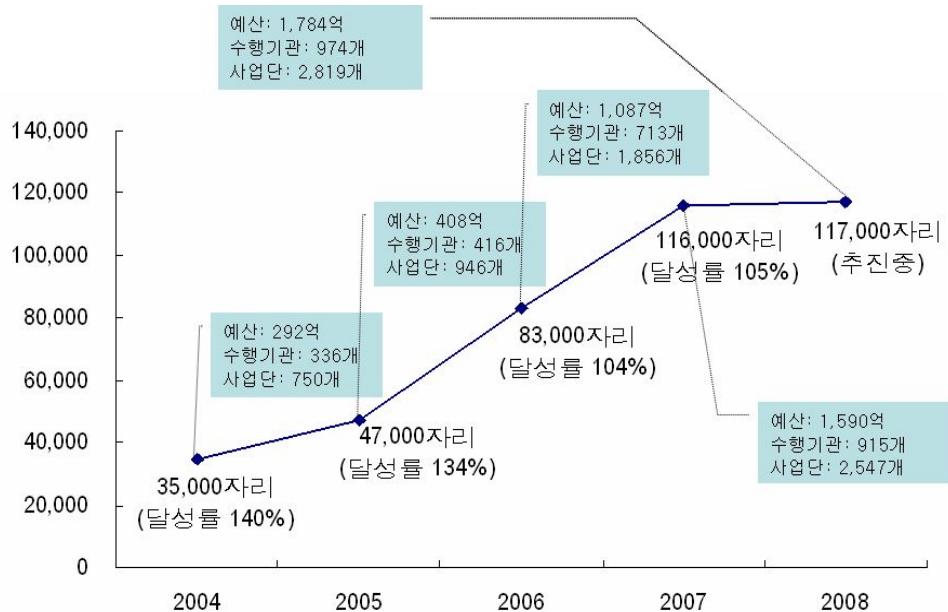 예산: 1,784억
수행기관: 974개
사업단: 2,819개
예산: 1,087억
수행기관: 713개
사업단: 1,856개
140,000
120,000
100,000
80,000
60,000
40,000
20,000
0
예산: 408억
수행기관: 416개
사업단: 946개
116,000자리
(달성률 105%)
117,000자리
(추진중)
예산: 292억
수행기관: 336개
사업단: 750개
83,000자리
(달성률 104%)
예산: 1,590억
수행기관: 915개
사업단: 2,547개
47,000자리
(달성률 134%)
35,000자리
(달성률 140%)
2004 2005 2006 2007 2008